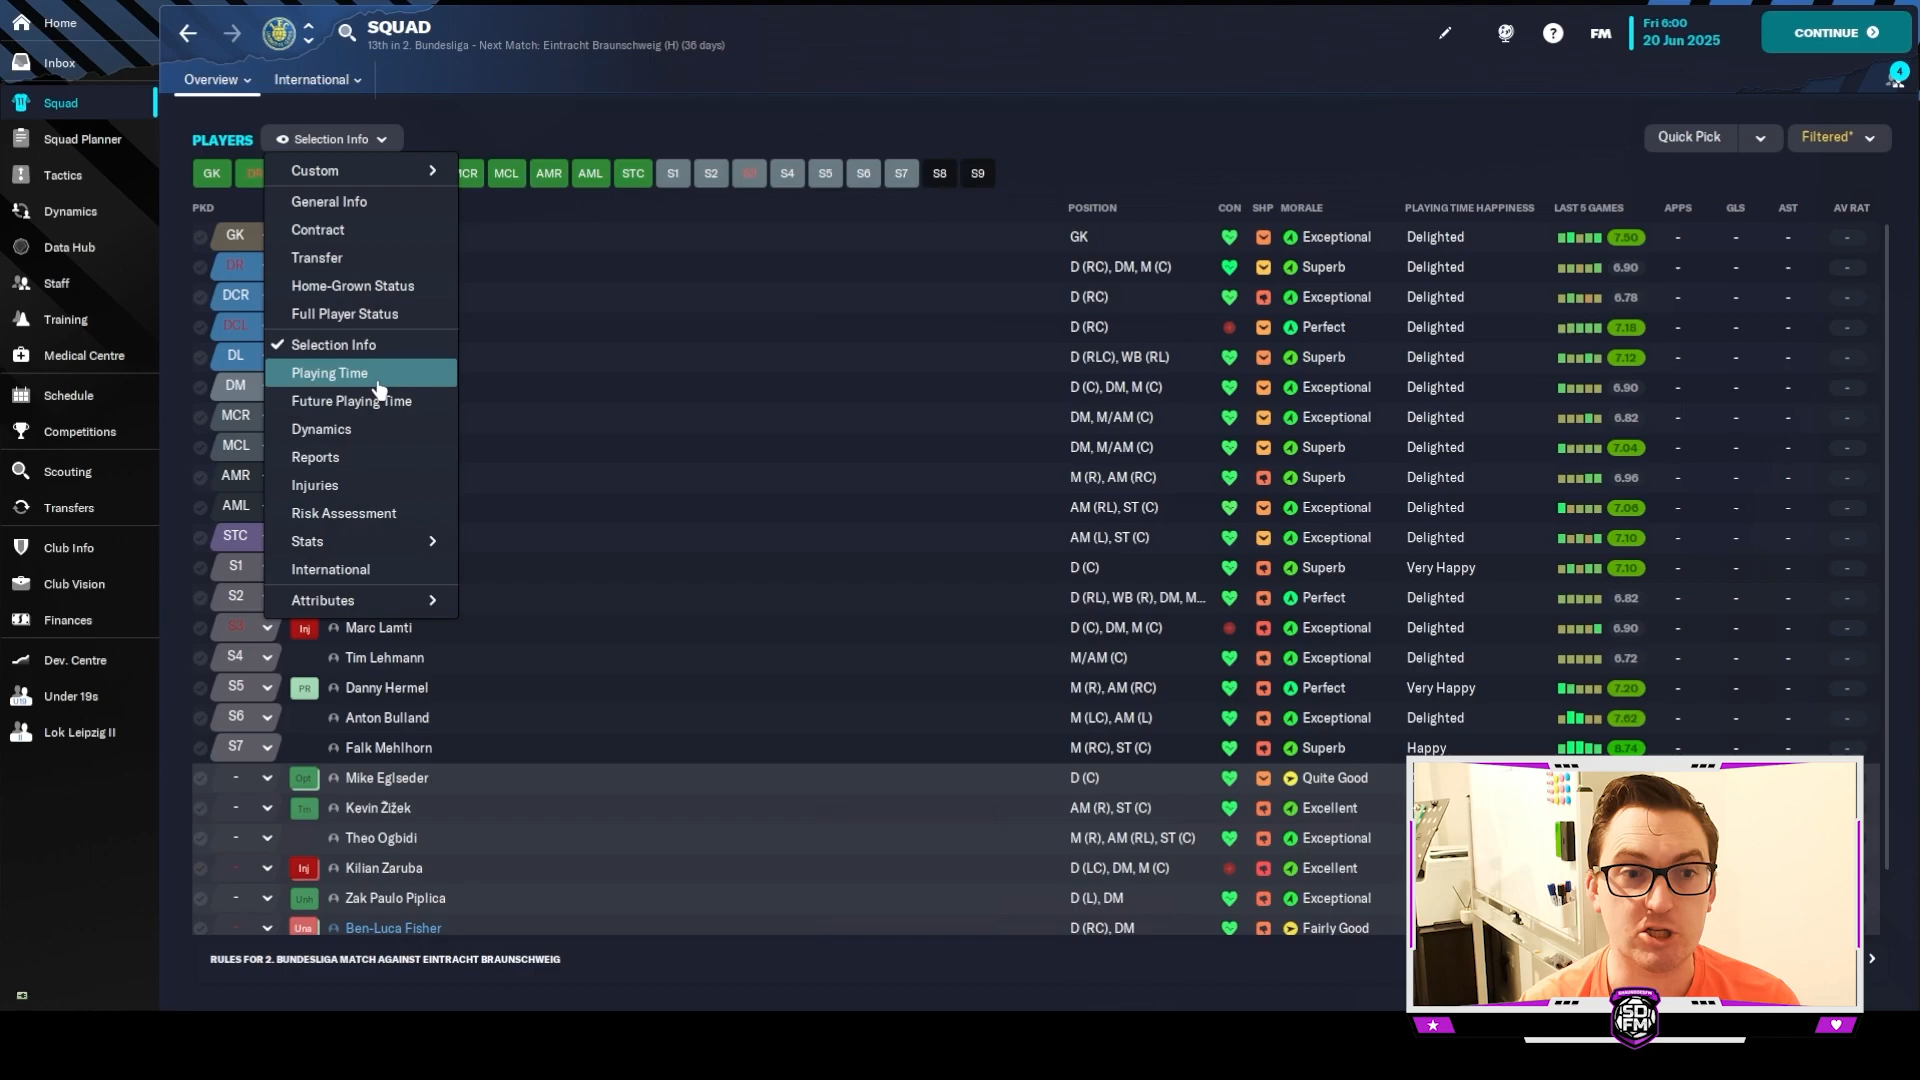 Home
Inbox
Squad
Squad Planner
Tactics
Dynamics
Data Hub
Staff
Training
Medical Centre
Schedule
Competitions
Scouting
Transfers
Club Info
Club Vision
Finances
Dev. Centre
Under 19s
Lok Leipzig II
SQUAD
13th in 2. Bundesliga - Next Match: Eintracht Braunschweig (H) (36 days)
FM
Fri 6:00
20 Jun 2025
CONTINUE
4
Overview International
PLAYERS Selection Info
Quick Pick Filtered*
GK DR MCR MCL AMR AML STC S1 S2 S3 S4 S5 S6 S7 S8 S9
Custom
General Info
Contract
Transfer
Home-Grown Status
Full Player Status
Selection Info
Playing Time
Future Playing Time
Dynamics
Reports
Injuries
Risk Assessment
Stats
International
Attributes
PKD POSITION CON SHP MORALE PLAYING TIME HAPPINESS LAST 5 GAMES APPS GLS AST AV RAT
GK GK Exceptional Delighted 7.50 - - - -
DR D (RC), DM, M (C) Superb Delighted 6.90 - - - -
DCR D (RC) Exceptional Delighted 6.78 - - - -
DCL D (RC) Perfect Delighted 7.18 - - - -
DL D (RLC), WB (RL) Superb Delighted 7.12 - - - -
DM D (C), DM, M (C) Exceptional Delighted 6.90 - - - -
MCR DM, M/AM (C) Exceptional Delighted 6.82 - - - -
MCL DM, M/AM (C) Superb Delighted 7.04 - - - -
AMR M (R), AM (RC) Superb Delighted 6.96 - - - -
AML AM (RL), ST (C) Exceptional Delighted 7.06 - - - -
STC AM (L), ST (C) Exceptional Delighted 7.10 - - - -
S1 D (C) Superb Very Happy 7.10 - - - -
S2 D (RL), WB (R), DM, M... Perfect Delighted 6.82 - - - -
S3 Inj Marc Lamti D (C), DM, M (C) Exceptional Delighted 6.90 - - - -
S4 Tim Lehmann M/AM (C) Exceptional Delighted 6.72 - - - -
S5 PR Danny Hermel M (R), AM (RC) Perfect Very Happy 7.20 - - - -
S6 Anton Bulland M (LC), AM (L) Exceptional Delighted 7.62 - - - -
S7 Falk Mehlhorn M (RC), ST (C) Superb Happy 8.74 - - - -
- Opt Mike Eglseder D (C) Quite Good
- Trn Kevin Žižek AM (R), ST (C) Excellent
- Theo Ogbidi M (R), AM (RL), ST (C) Exceptional
- Inj Kilian Zaruba D (LC), DM, M (C) Excellent
- Unh Zak Paulo Piplica D (L), DM Exceptional
- Una Ben-Luca Fisher D (RC), DM Fairly Good
RULES FOR 2. BUNDESLIGA MATCH AGAINST EINTRACHT BRAUNSCHWEIG
SD
FM